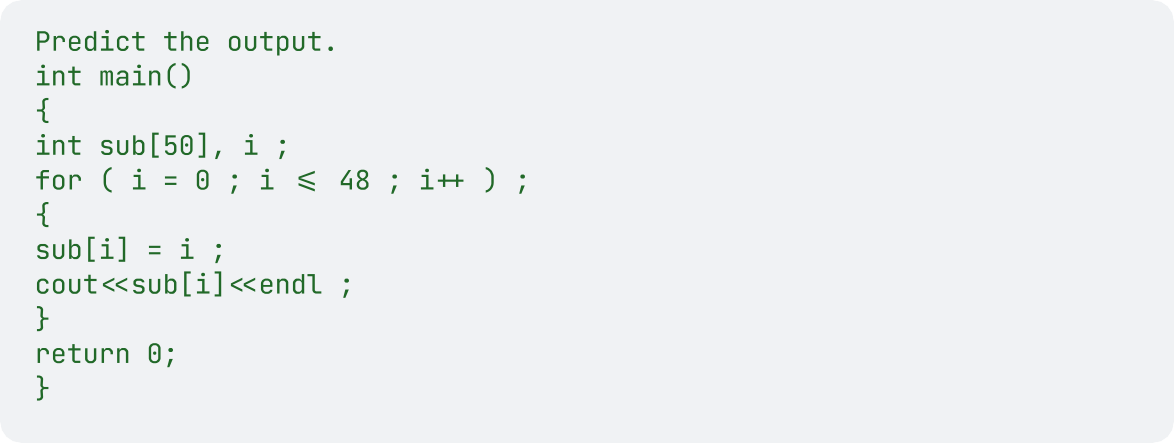 Predict the output.
int main()
{
int sub[50], i ;
for ( i = 0 ; i <= 48 ; i++ ) ;
{
sub[i] = i ;
cout<<sub[i]<<endl ;
}
return 0;
}